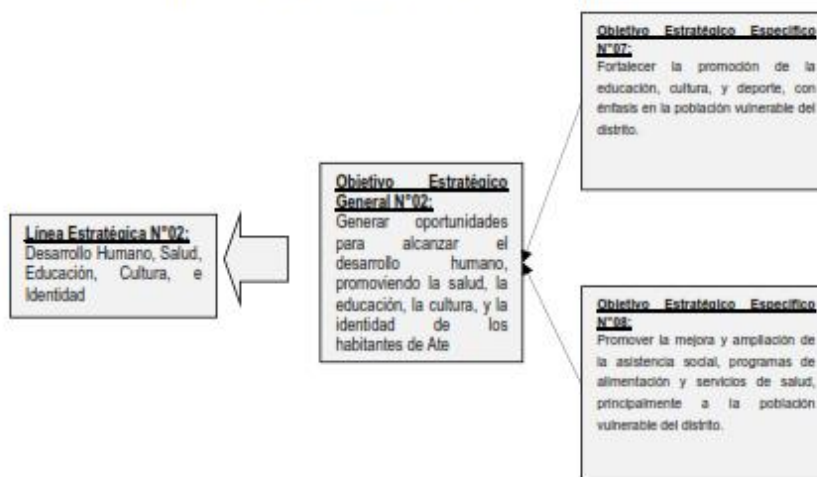 Línea Estratégica N°02:
Desarrollo Humano, Salud,
Educación, Cultura, e
Identidad
Objetivo Estratégico
General N°02:
Generar oportunidades
para alcanzar el
desarrollo humano,
promoviendo la salud, la
educación, la cultura, y la
identidad de los
habitantes de Ate
Objetivo Estratégico Específico
N°07:
Fortalecer la promoción de la
educación, cultura, y deporte, con
énfasis en la población vulnerable del
distrito.
Objetivo Estratégico Específico
N°08:
Promover la mejora y ampliación de
la asistencia social, programas de
alimentación y servicios de salud,
principalmente a la población
vulnerable del distrito.